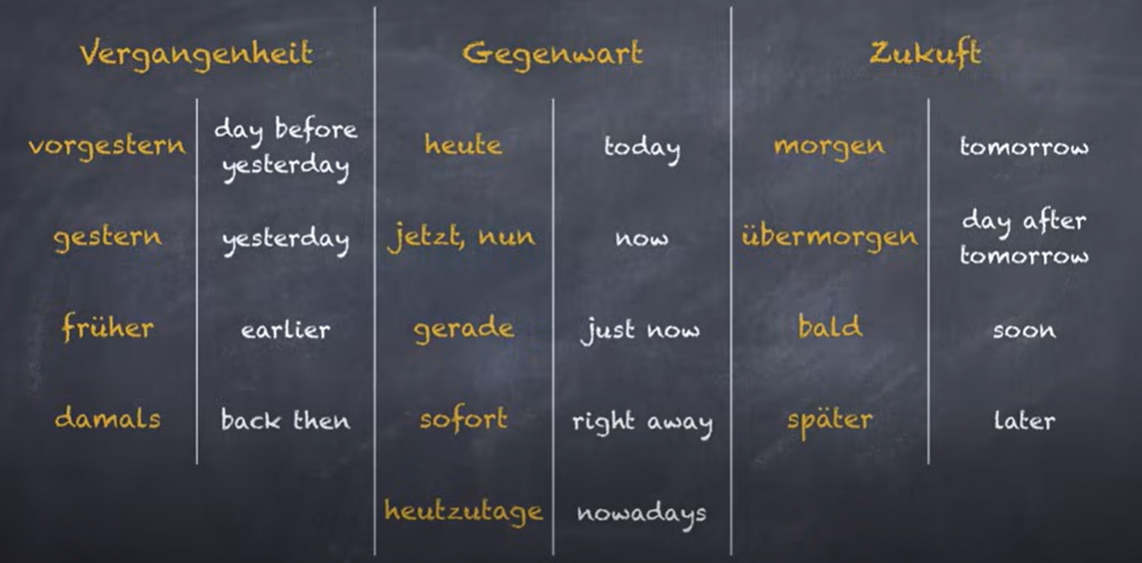 Vergangenheit
Gegenwart
Zukuft
vorgestern
day before
yesterday
heute
today
morgen
tomorrow
gestern
yesterday
jetzt, nun
now
übermorgen
day after
tomorrow
früher
earlier
gerade
just now
bald
soon
damals
back then
sofort
right away
später
later
heutzutage
nowadays